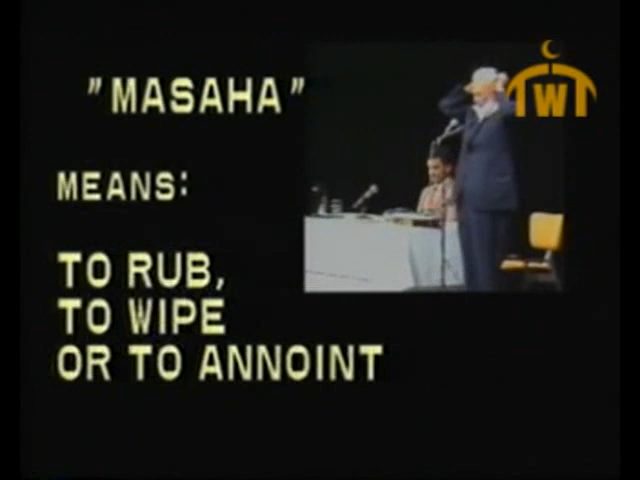 "MASAHA"
MEANS:
TO RUB,
TO WIPE
OR TO ANNOINT
TWT